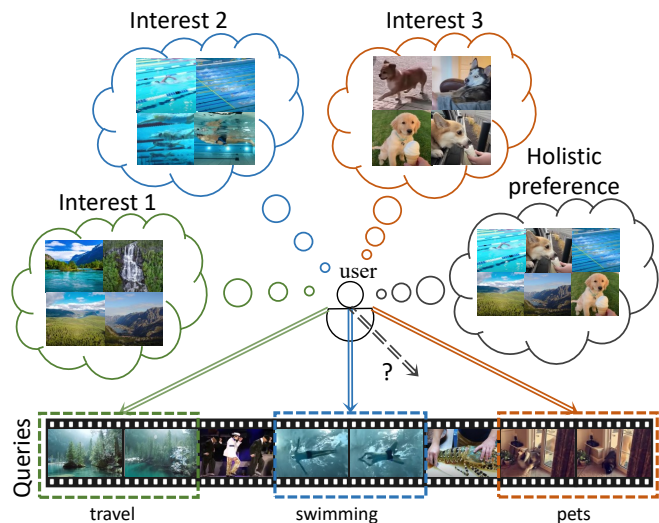 Interest 2
Interest 3
Holistic
preference
Interest 1
user
?
Queries
travel
swimming
pets